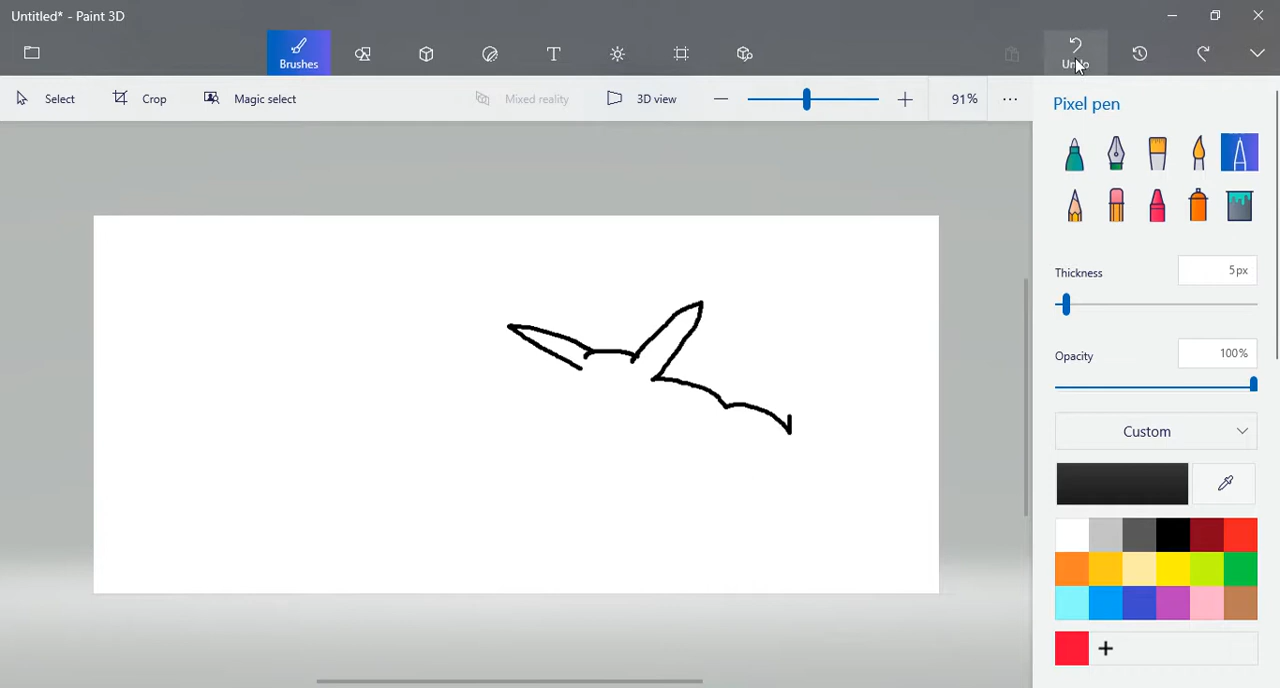 Untitled* - Paint 3D
Brushes
Undo
Select
Crop
Magic select
Mixed reality
3D view
91%
Pixel pen
Thickness
5px
Opacity
100%
Custom